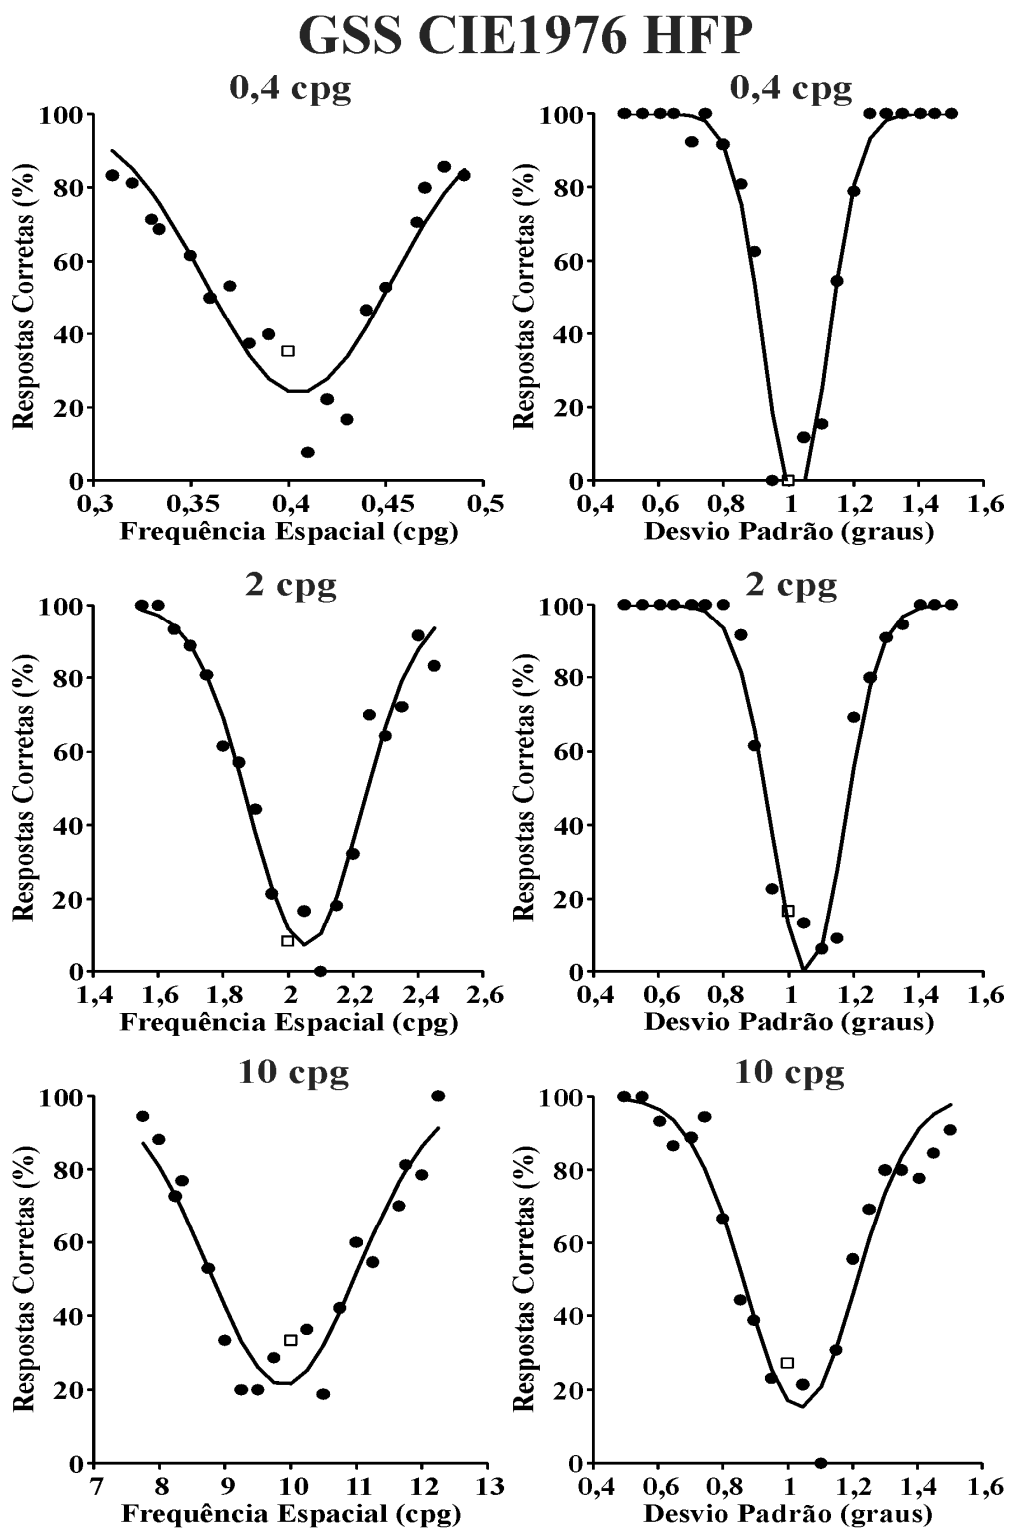 GSS CIE1976 HFP
0,4 cpg
Respostas Corretas (%)
100
80
60
40
20
0
0,3 0,35 0,4 0,45 0,5
Frequência Espacial (cpg)
0,4 cpg
Respostas Corretas (%)
100
80
60
40
20
0
0,4 0,6 0,8 1 1,2 1,4 1,6
Desvio Padrão (graus)
2 cpg
Respostas Corretas (%)
100
80
60
40
20
0
1,4 1,6 1,8 2 2,2 2,4 2,6
Frequência Espacial (cpg)
2 cpg
Respostas Corretas (%)
100
80
60
40
20
0
0,4 0,6 0,8 1 1,2 1,4 1,6
Desvio Padrão (graus)
10 cpg
Respostas Corretas (%)
100
80
60
40
20
0
7 8 9 10 11 12 13
Frequência Espacial (cpg)
10 cpg
Respostas Corretas (%)
100
80
60
40
20
0
0,4 0,6 0,8 1 1,2 1,4 1,6
Desvio Padrão (graus)